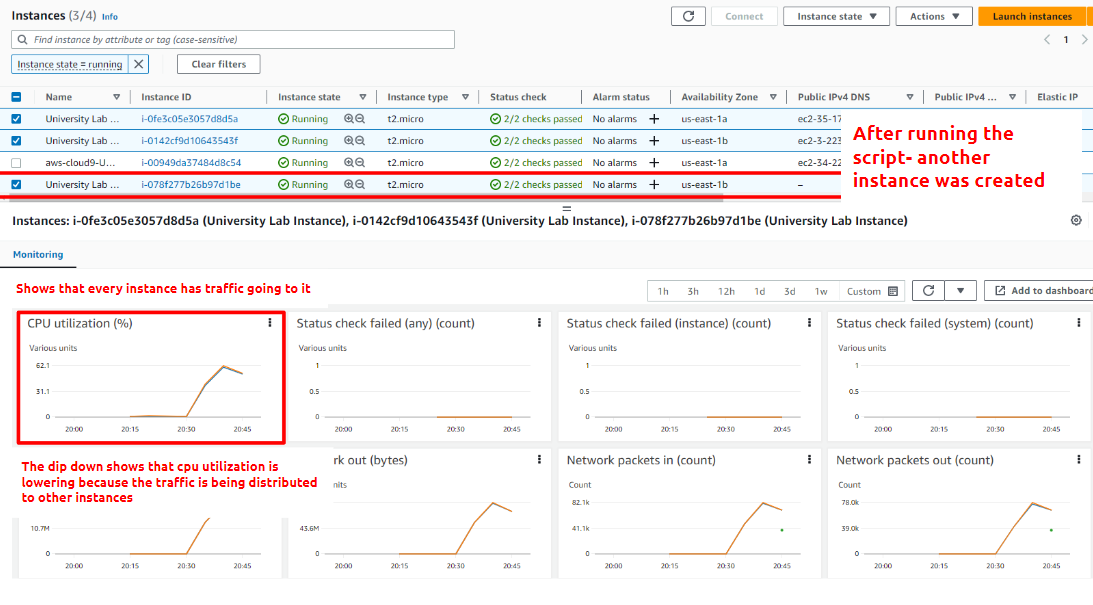 Instances (3/4) Info
Connect
Instance state
Actions
Launch instances
Find instance by attribute or tag (case-sensitive)
1
Instance state = running
Clear filters
Name Instance ID Instance state Instance type Status check Alarm status Availability Zone Public IPv4 DNS Public IPv4 ... Elastic IP
University Lab ... i-0fe3c05e3057d8d5a Running t2.micro 2/2 checks passed No alarms + us-east-1a ec2-35-17
University Lab ... i-0142cf9d10643543f Running t2.micro 2/2 checks passed No alarms + us-east-1b ec2-3-223
aws-cloud9-U... i-00949da37484d8c54 Running t2.micro 2/2 checks passed No alarms + us-east-1a ec2-34-22
University Lab ... i-078f277b26b97d1be Running t2.micro 2/2 checks passed No alarms + us-east-1b –
After running the
script- another
instance was created
Instances: i-0fe3c05e3057d8d5a (University Lab Instance), i-0142cf9d10643543f (University Lab Instance), i-078f277b26b97d1be (University Lab Instance)
Monitoring
Shows that every instance has traffic going to it
1h 3h 12h 1d 3d 1w Custom
Add to dashboard
CPU utilization (%)
Various units
62.1
31.1
0
20:00 20:15 20:30 20:45
Status check failed (any) (count)
Various units
1
0.5
0
20:00 20:15 20:30 20:45
Status check failed (instance) (count)
Various units
1
0.5
0
20:00 20:15 20:30 20:45
Status check failed (system) (count)
Various units
1
0.5
0
20:00 20:15 20:30 20:45
The dip down shows that cpu utilization is
lowering because the traffic is being distributed
to other instances
10.7M
0
20:00 20:15 20:30 20:45
rk out (bytes)
nits
43.6M
0
20:00 20:15 20:30 20:45
Network packets in (count)
Count
82.1k
41.1k
0
20:00 20:15 20:30 20:45
Network packets out (count)
Count
78.0k
39.0k
0
20:00 20:15 20:30 20:45